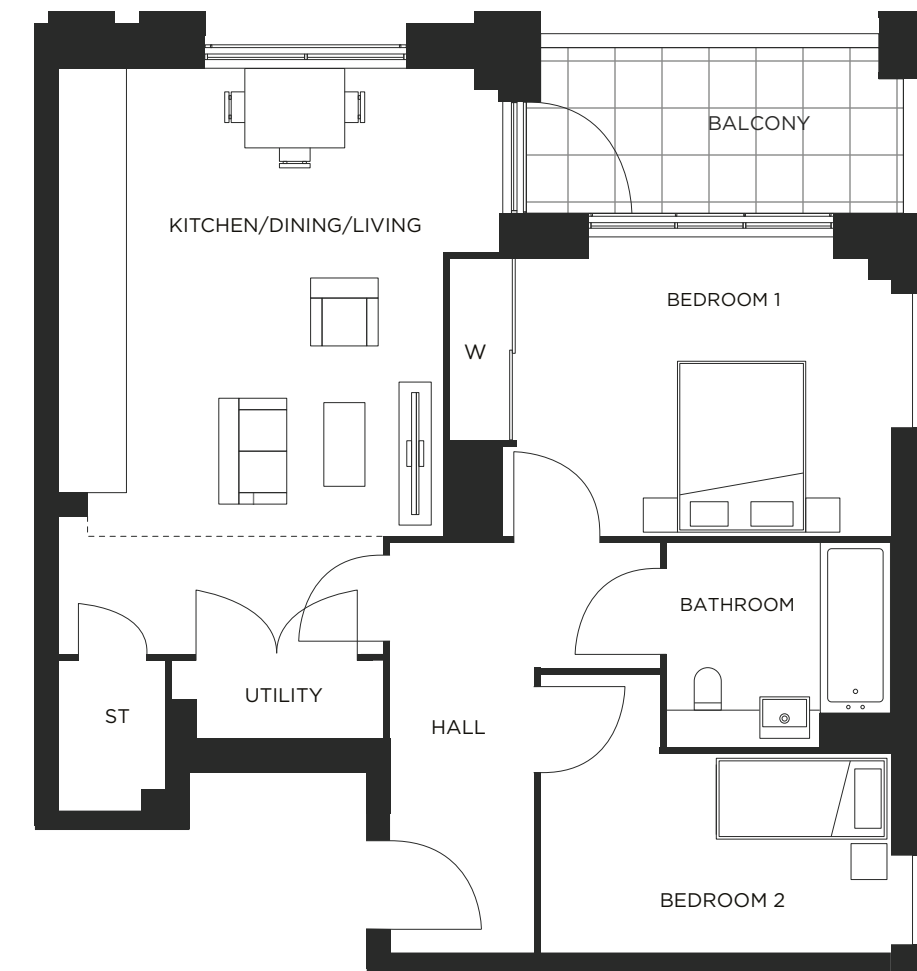 BALCONY
KITCHEN/DINING/LIVING
BEDROOM 1
W
BATHROOM
UTILITY
ST
HALL
BEDROOM 2